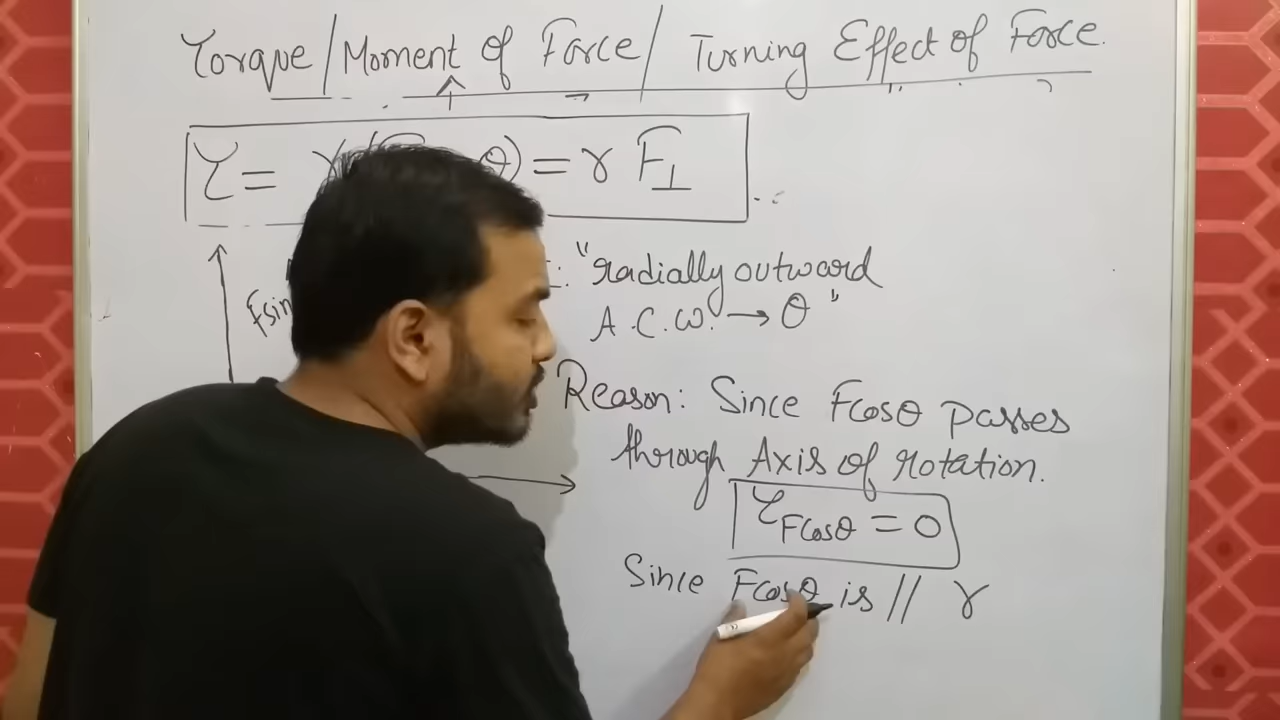 Torque/Moment of Force/ Turning Effect of Force.
τ = r θ) = r F⊥
Fsin
: "radially outward
A.C.W. → θ "
Reason: Since Fcosθ passes
through Axis of rotation.
τFcosθ = 0
Since Fcosθ is // r